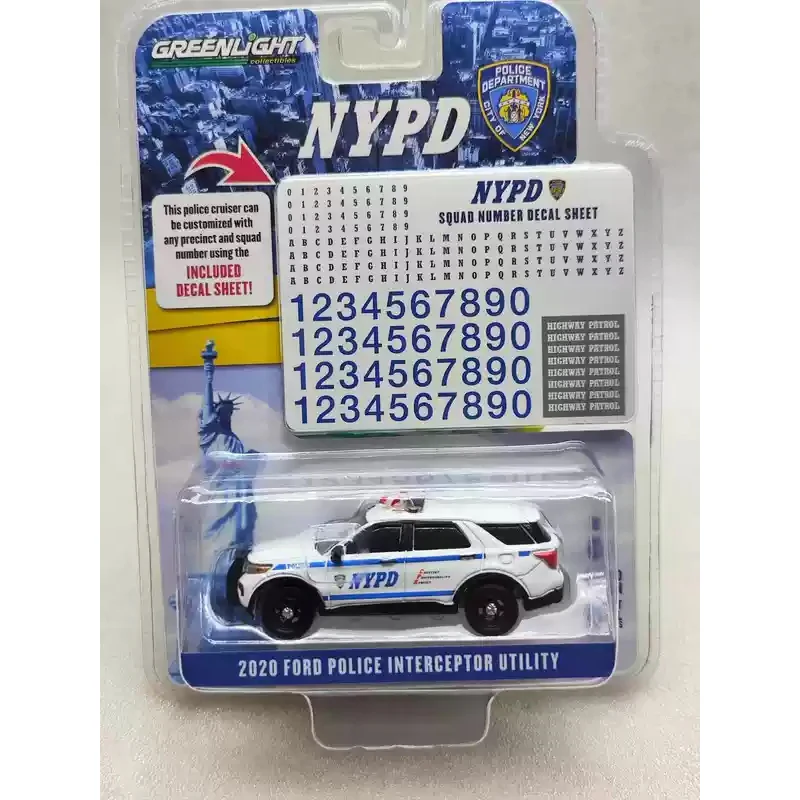 GREENLIGHT
collectibles
NYPD
POLICE
DEPARTMENT
CITY OF
NEW YORK
This police cruiser can
be customized with
any precinct and squad
number using the
INCLUDED
DECAL SHEET!
0 1 2 3 4 5 6 7 8 9
0 1 2 3 4 5 6 7 8 9
0 1 2 3 4 5 6 7 8 9
0 1 2 3 4 5 6 7 8 9
NYPD
SQUAD NUMBER DECAL SHEET
A B C D E F G H I J K L M N O P Q R S T U V W X Y Z
A B C D E F G H I J K L M N O P Q R S T U V W X Y Z
A B C D E F G H I J K L M N O P Q R S T U V W X Y Z
A B C D E F G H I J K L M N O P Q R S T U V W X Y Z
1234567890
1234567890
1234567890
1234567890
HIGHWAY PATROL
HIGHWAY PATROL
HIGHWAY PATROL
HIGHWAY PATROL
HIGHWAY PATROL
HIGHWAY PATROL
HIGHWAY PATROL
HIGHWAY PATROL
NYPD
Courtesy
Professionalism
Respect
2020 FORD POLICE INTERCEPTOR UTILITY